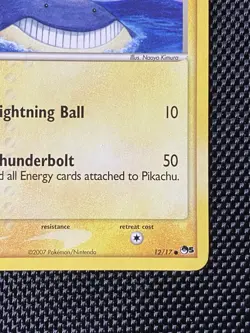 Illus. Naoyo Kimura
ightning Ball 10
hunderbolt 50
d all Energy cards attached to Pikachu.
resistance retreat cost
©2007 Pokémon/Nintendo
12/17